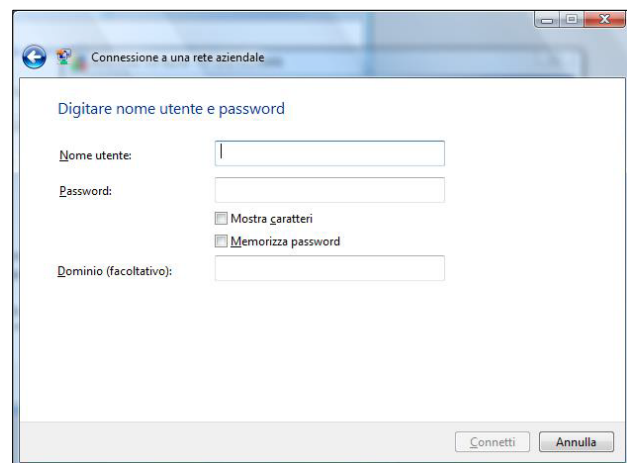 Connessione a una rete aziendale
Digitare nome utente e password
Nome utente:
Password:
Mostra caratteri
Memorizza password
Dominio (facoltativo):
Connetti Annulla